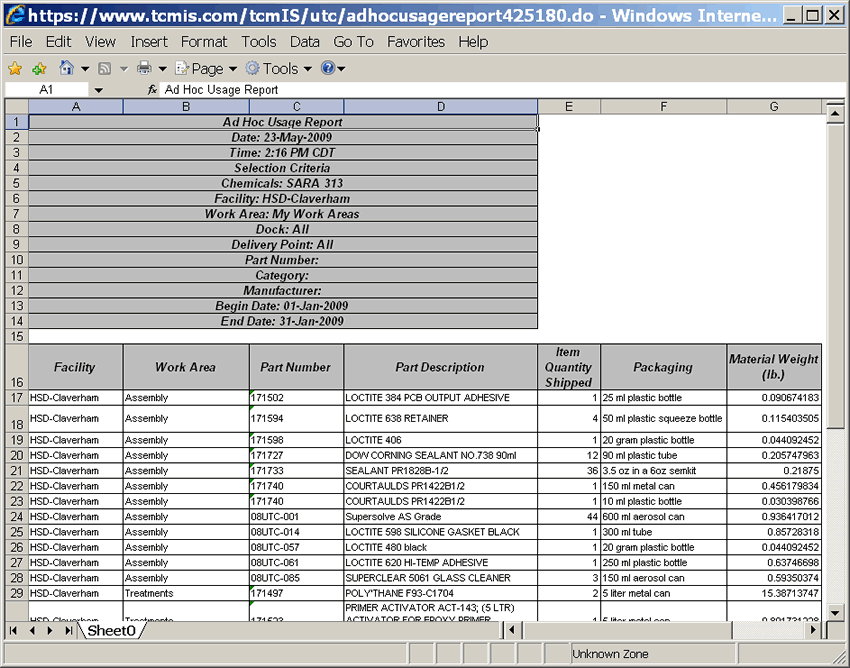 https://www.tcmis.com/tcmIS/utc/adhocusagereport425180.do - Windows Interne...
File Edit View Insert Format Tools Data Go To Favorites Help
Page Tools
A1 fx Ad Hoc Usage Report
A B C D E F G
1 Ad Hoc Usage Report
2 Date: 23-May-2009
3 Time: 2:16 PM CDT
4 Selection Criteria
5 Chemicals: SARA 313
6 Facility: HSD-Claverham
7 Work Area: My Work Areas
8 Dock: All
9 Delivery Point: All
10 Part Number:
11 Category:
12 Manufacturer:
13 Begin Date: 01-Jan-2009
14 End Date: 31-Jan-2009
15
16 Facility Work Area Part Number Part Description Item Quantity Shipped Packaging Material Weight (lb.)
17 HSD-Claverham Assembly 171502 LOCTITE 384 PCB OUTPUT ADHESIVE 1 25 ml plastic bottle 0.090674183
18 HSD-Claverham Assembly 171594 LOCTITE 638 RETAINER 4 50 ml plastic squeeze bottle 0.115403505
19 HSD-Claverham Assembly 171598 LOCTITE 406 1 20 gram plastic bottle 0.044092452
20 HSD-Claverham Assembly 171727 DOW CORNING SEALANT NO.738 90ml 12 90 ml plastic tube 0.205747963
21 HSD-Claverham Assembly 171733 SEALANT PR1828B-1/2 36 3.5 oz in a 6oz semkit 0.21875
22 HSD-Claverham Assembly 171740 COURTAULDS PR1422B1/2 1 150 ml metal can 0.456179834
23 HSD-Claverham Assembly 171740 COURTAULDS PR1422B1/2 1 10 ml plastic bottle 0.030398766
24 HSD-Claverham Assembly 08UTC-001 Supersolve AS Grade 44 600 ml aerosol can 0.936417012
25 HSD-Claverham Assembly 08UTC-014 LOCTITE 598 SILICONE GASKET BLACK 1 300 ml tube 0.85728318
26 HSD-Claverham Assembly 08UTC-057 LOCTITE 480 black 1 20 gram plastic bottle 0.044092452
27 HSD-Claverham Assembly 08UTC-061 LOCTITE 620 HI-TEMP ADHESIVE 1 250 ml plastic bottle 0.63746698
28 HSD-Claverham Assembly 08UTC-085 SUPERCLEAR 5061 GLASS CLEANER 3 150 ml aerosol can 0.59350374
29 HSD-Claverham Treatments 171497 POLY'THANE F93-C1704 2 5 liter metal can 15.38713747
PRIMER ACTIVATOR ACT-143; (5 LTR)
HSD-Claverham Treatments ACTIVATOR FOR EPOXY PRIMER 1 5 liter metal can
Sheet0
Unknown Zone